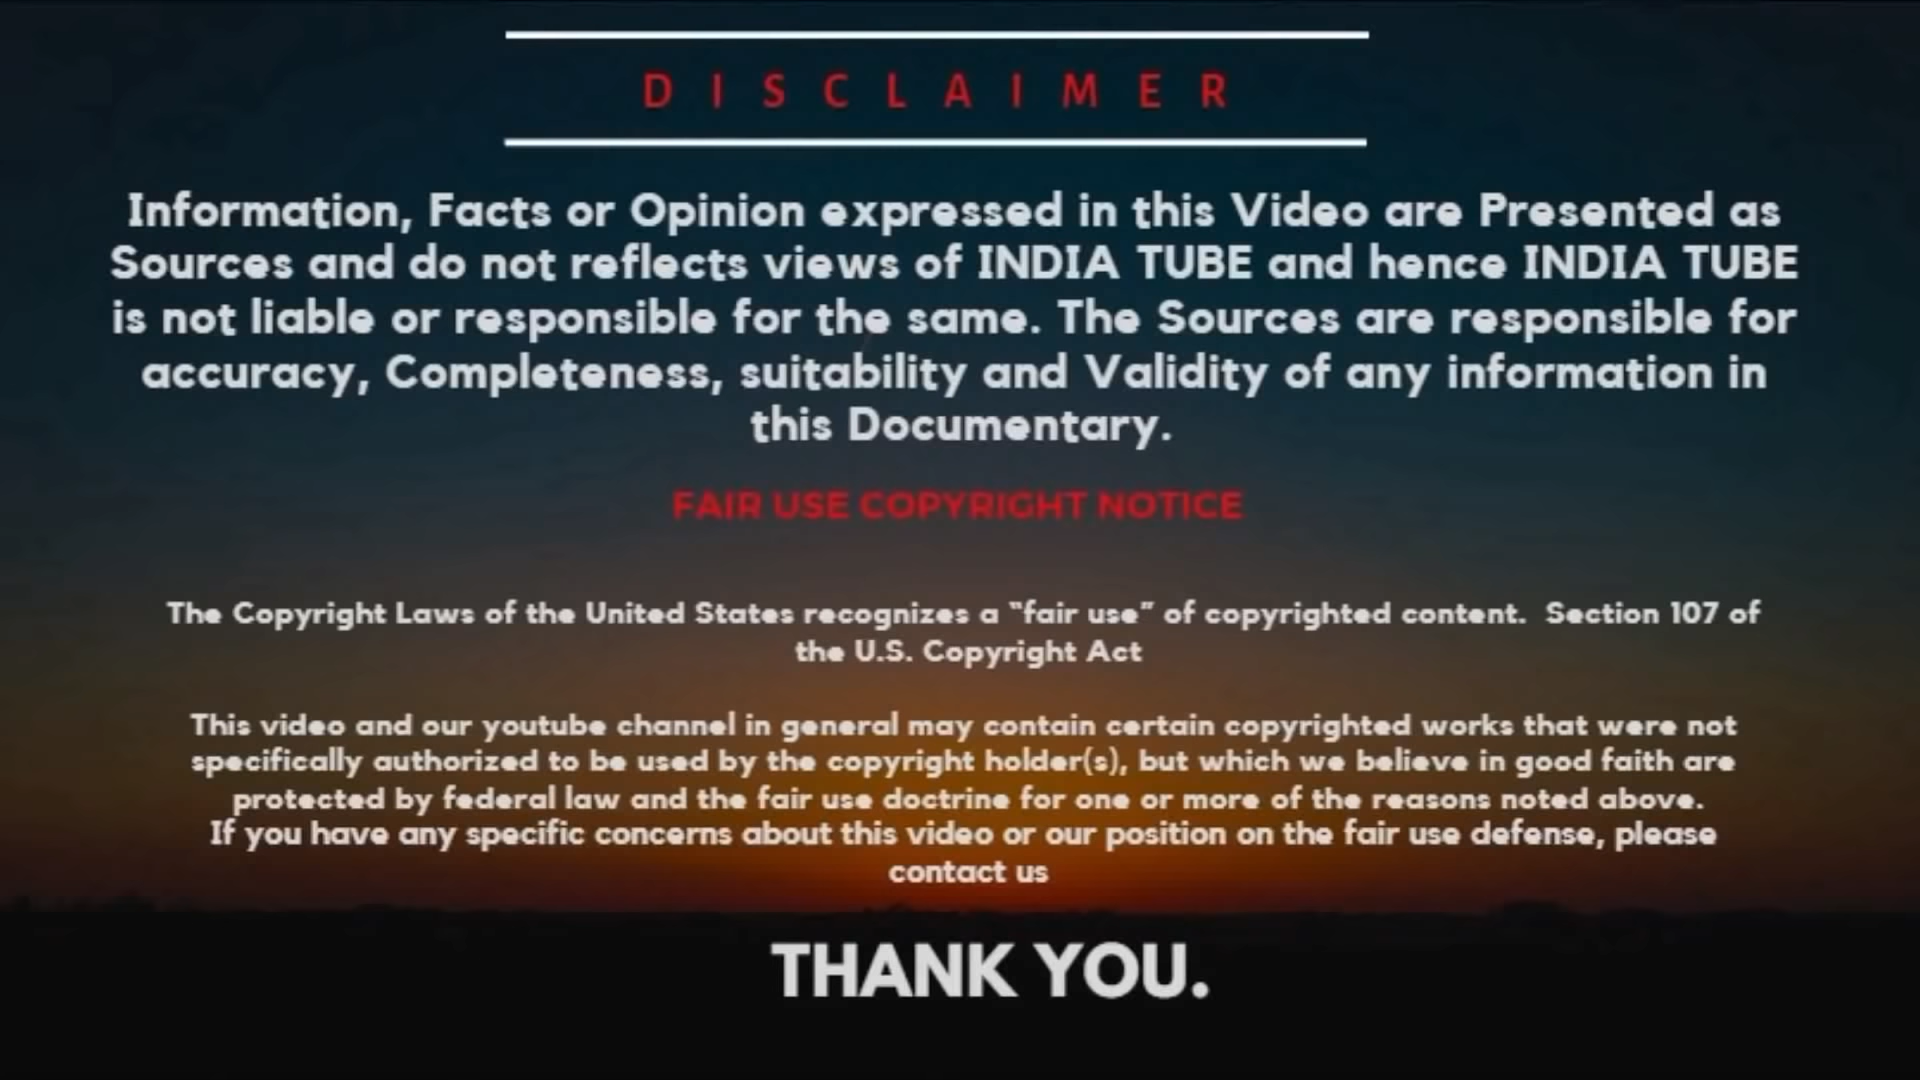 DISCLAIMER
Information, Facts or Opinion expressed in this Video are Presented as
Sources and do not reflects views of INDIA TUBE and hence INDIA TUBE
is not liable or responsible for the same. The Sources are responsible for
accuracy, Completeness, suitability and Validity of any information in
this Documentary.
FAIR USE COPYRIGHT NOTICE
The Copyright Laws of the United States recognizes a “fair use” of copyrighted content.  Section 107 of
the U.S. Copyright Act
This video and our youtube channel in general may contain certain copyrighted works that were not
specifically authorized to be used by the copyright holder(s), but which we believe in good faith are
protected by federal law and the fair use doctrine for one or more of the reasons noted above.
If you have any specific concerns about this video or our position on the fair use defense, please
contact us
THANK YOU.